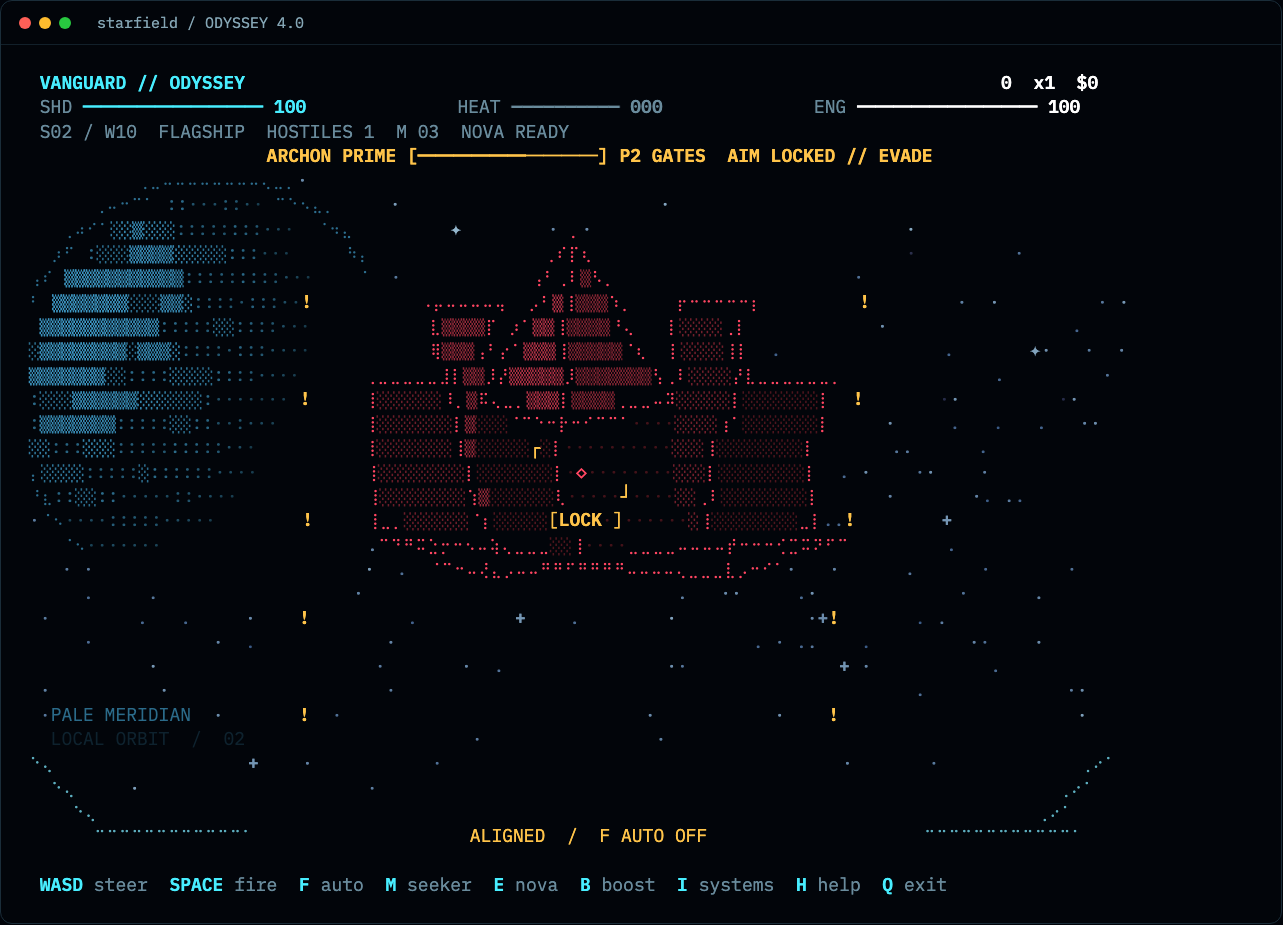 starfield / ODYSSEY 4.0
VANGUARD // ODYSSEY 0 x1 $0
SHD 100 HEAT 000 ENG 100
S02 / W10 FLAGSHIP HOSTILES 1 M 03 NOVA READY
ARCHON PRIME [━━━━━━━━━━──────] P2 GATES AIM LOCKED // EVADE
! !
! !
[LOCK ]
! !
! !
PALE MERIDIAN
! !
LOCAL ORBIT / 02
ALIGNED / F AUTO OFF
WASD steer SPACE fire F auto M seeker E nova B boost I systems H help Q exit